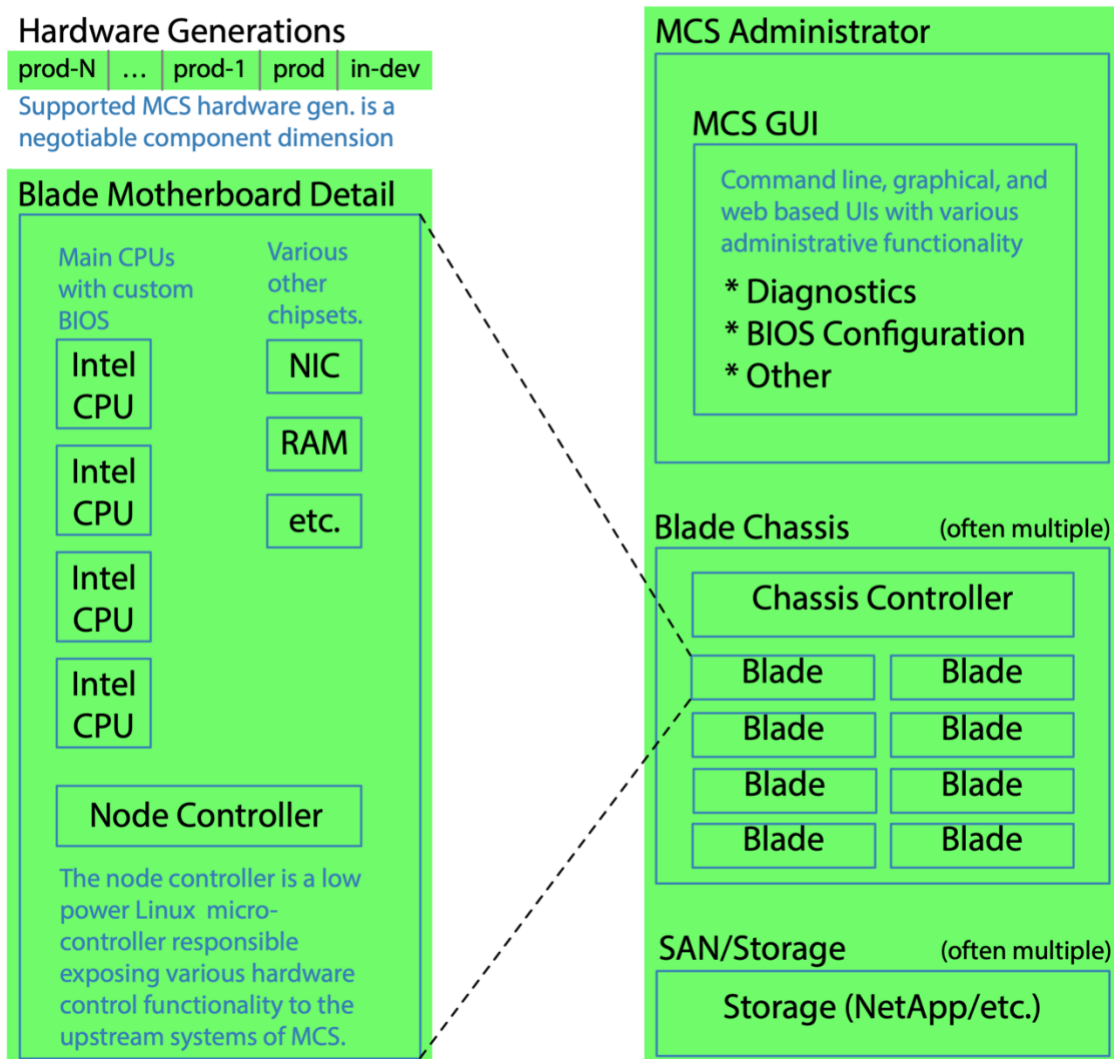 Hardware Generations
prod-N … prod-1 prod in-dev
Supported MCS hardware gen. is a
negotiable component dimension
Blade Motherboard Detail
Main CPUs
with custom
BIOS
Intel
CPU
Intel
CPU
Intel
CPU
Intel
CPU
Various
other
chipsets.
NIC
RAM
etc.
Node Controller
The node controller is a low
power Linux micro-
controller responsible
exposing various hardware
control functionality to the
upstream systems of MCS.
MCS Administrator
MCS GUI
Command line, graphical, and
web based UIs with various
administrative functionality
* Diagnostics
* BIOS Configuration
* Other
Blade Chassis (often multiple)
Chassis Controller
Blade Blade
Blade Blade
Blade Blade
Blade Blade
SAN/Storage (often multiple)
Storage (NetApp/etc.)